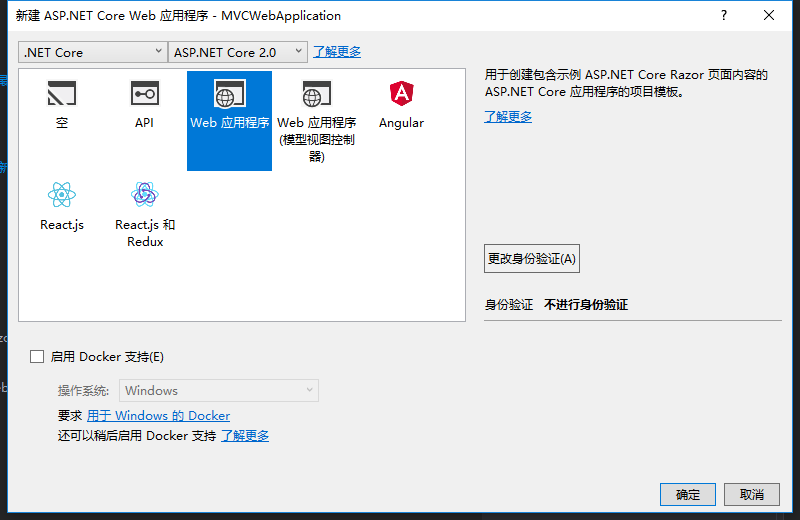 新建 ASP.NET Core Web 应用程序 - MVCWebApplication
.NET Core
ASP.NET Core 2.0
了解更多
空
API
Web 应用程序
Web 应用程序
(模型视图控制
器)
Angular
React.js
React.js 和
Redux
用于创建包含示例 ASP.NET Core Razor 页面内容的
ASP.NET Core 应用程序的项目模板。
了解更多
更改身份验证(A)
身份验证 不进行身份验证
启用 Docker 支持(E)
操作系统: Windows
要求 用于 Windows 的 Docker
还可以稍后启用 Docker 支持 了解更多
确定
取消